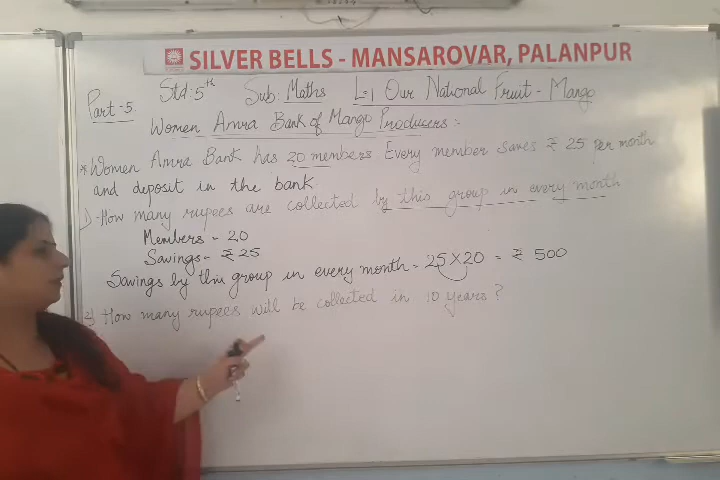 SILVER BELLS - MANSAROVAR, PALANPUR
Std: 5th Sub: Maths L:1 Our National Fruit - Mango
Part-5.
Women Amra Bank of Mango Producers:-
* Women Amra Bank has 20 members Every member saves ₹ 25 per month
and deposit in the bank
1) How many rupees are collected by this group in every month
Members - 20
Savings - ₹ 25
Savings by this group in every month = 25 X 20 = ₹ 500
2) How many rupees will be collected in 10 years?